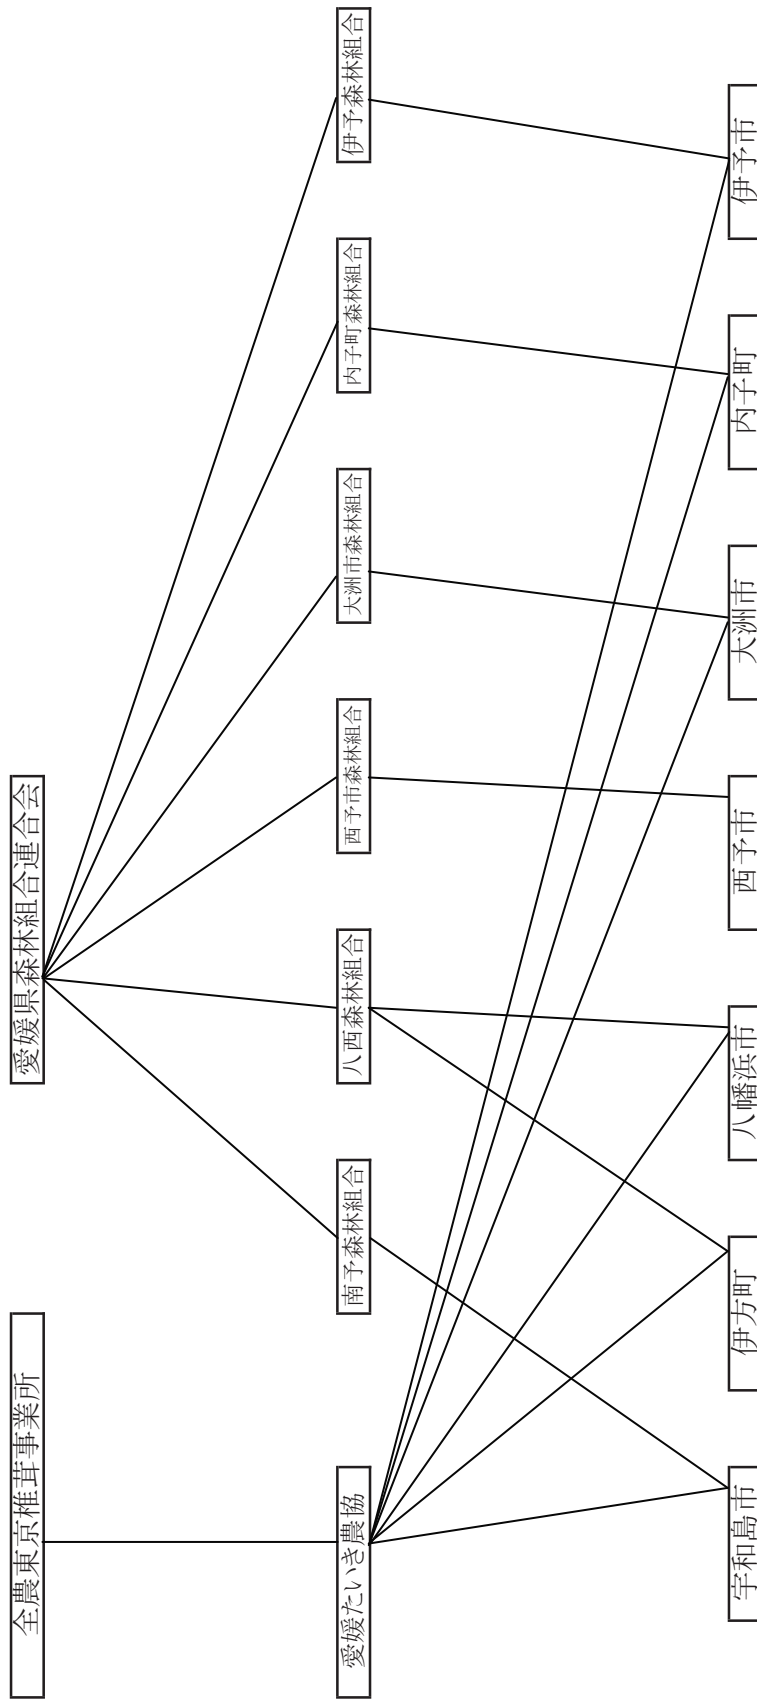 全農東京椎茸事業所
愛媛県森林組合連合会
愛媛たいき農協
南予森林組合
八西森林組合
西予市森林組合
大洲市森林組合
内子町森林組合
伊予森林組合
宇和島市
伊方町
八幡浜市
西予市
大洲市
内子町
伊予市